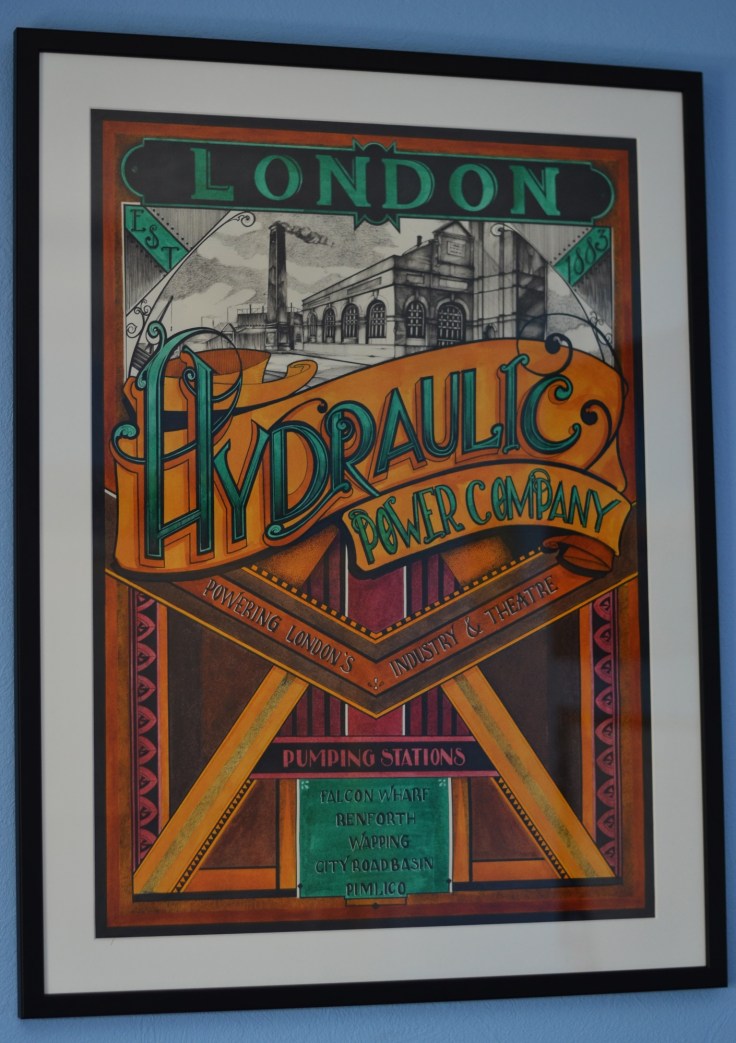 LONDON
EST
1883
HYDRAULIC
POWER COMPANY
POWERING LONDON'S
INDUSTRY & THEATRE
PUMPING STATIONS
FALCON WHARF
RENFORTH
WAPPING
CITY ROAD BASIN
PIMLICO